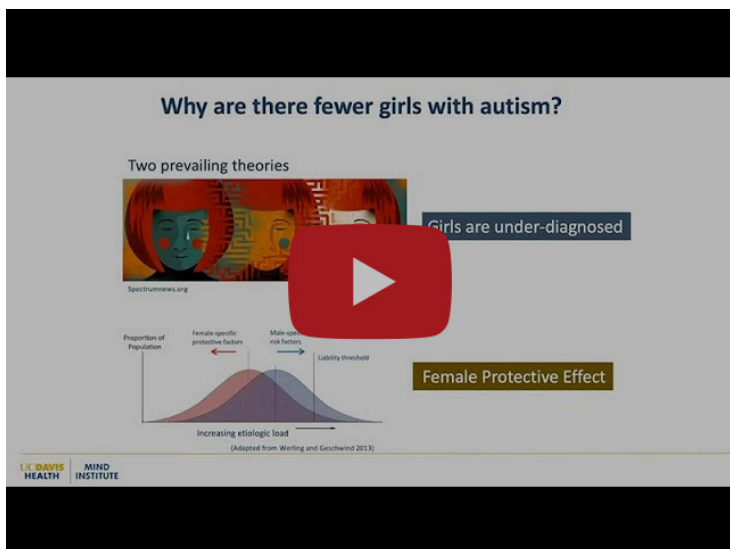 Why are there fewer girls with autism?
Two prevailing theories
Girls are under-diagnosed
Spectrumnews.org
Proportion of
Population
Female-specific
protective factors
risk factors
Liability threshold
Female Protective Effect
Increasing etiologic load
(Adapted from Werling and Geschwind 2013)
UCDAVIS
HEALTH
MIND
INSTITUTE